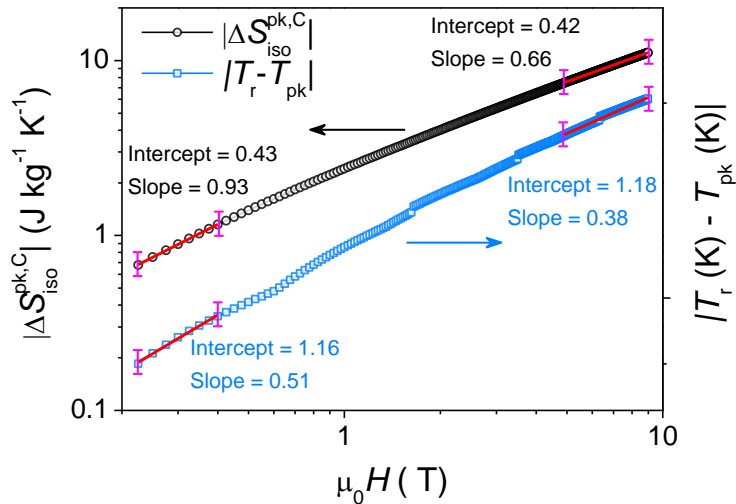 |ΔS_iso^pk,C|
|T_r-T_pk|
Intercept = 0.42
Slope = 0.66
Intercept = 0.43
Slope = 0.93
Intercept = 1.18
Slope = 0.38
Intercept = 1.16
Slope = 0.51
10
1
0.1
1
10
|ΔS_iso^pk,C| (J kg⁻¹ K⁻¹)
|T_r (K) - T_pk (K)|
μ₀H ( T)